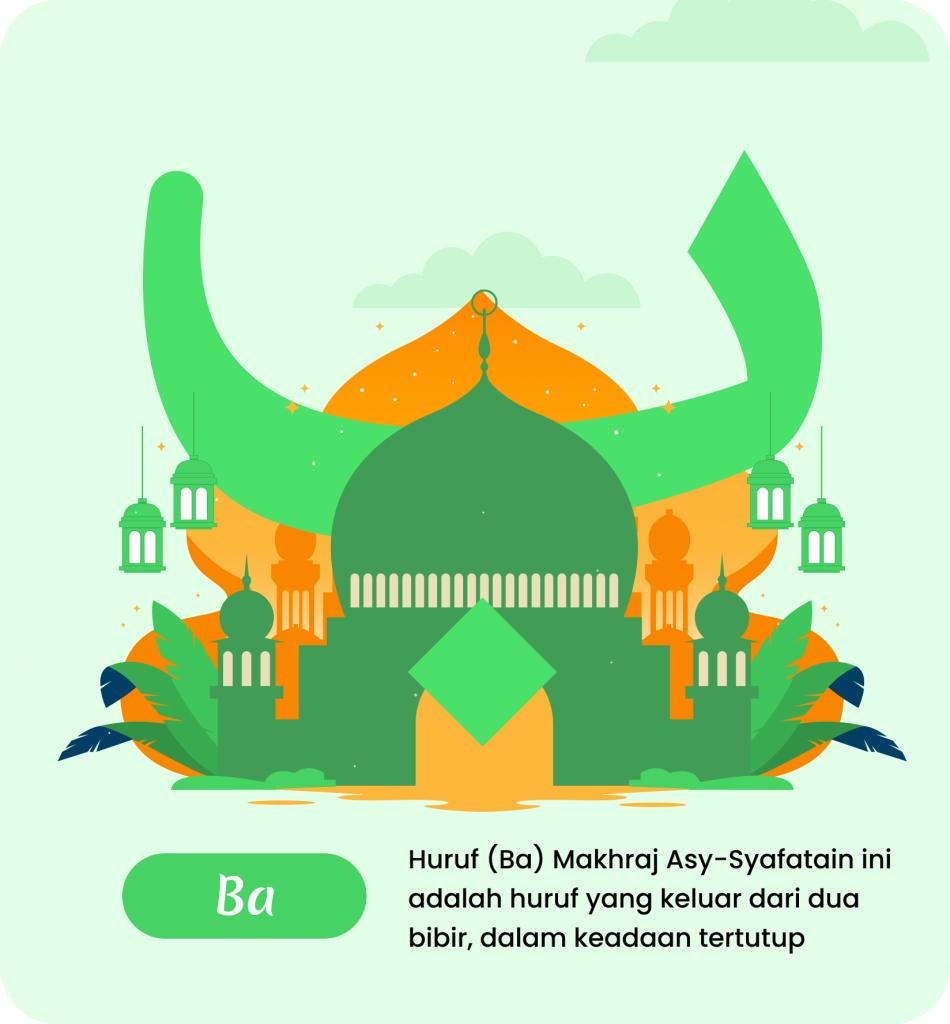 ب
Ba
Huruf (Ba) Makhraj Asy-Syafatain ini
adalah huruf yang keluar dari dua
bibir, dalam keadaan tertutup